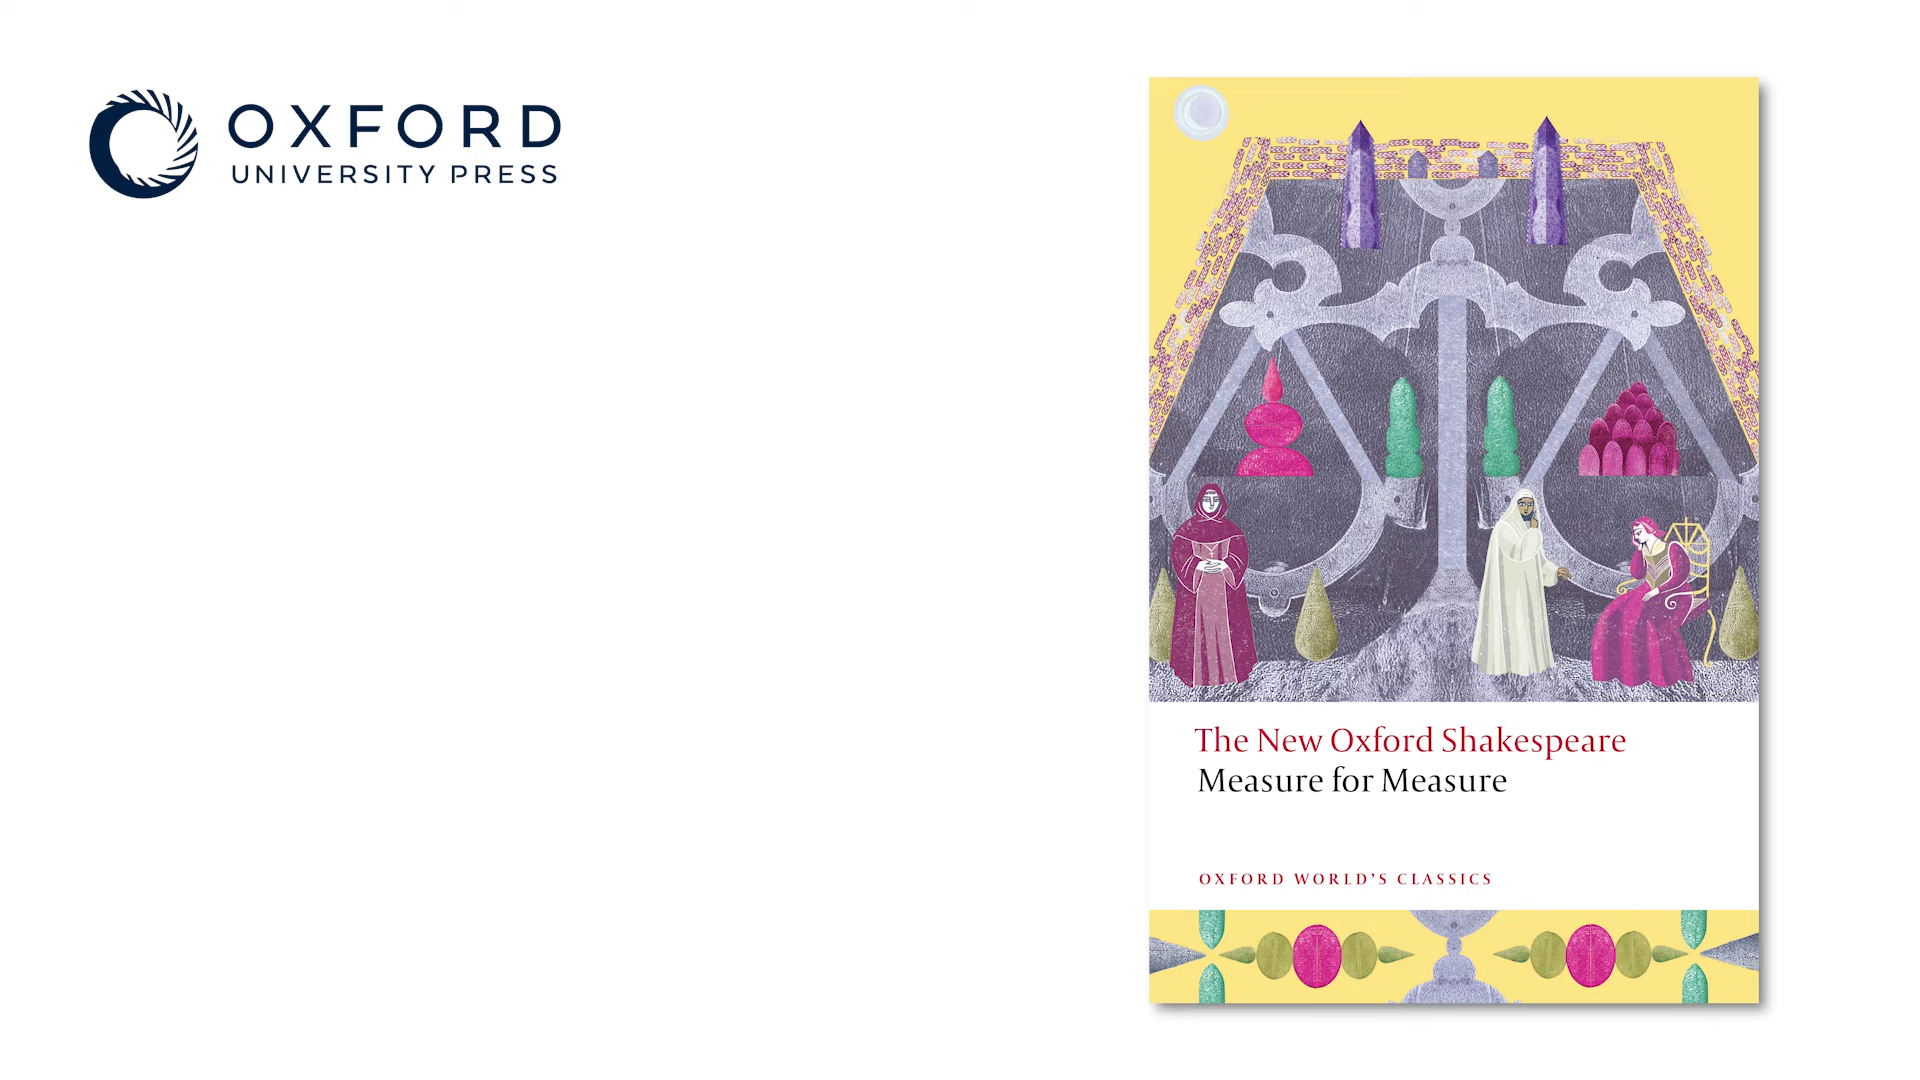 OXFORD
UNIVERSITY PRESS
The New Oxford Shakespeare
Measure for Measure
OXFORD WORLD'S CLASSICS